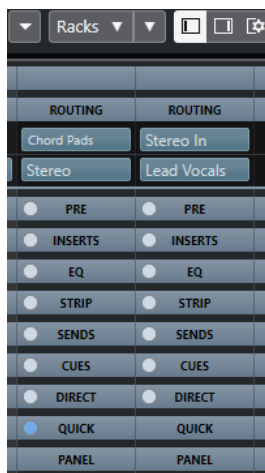 Racks
ROUTING ROUTING
Chord Pads Stereo In
Stereo Lead Vocals
PRE PRE
INSERTS INSERTS
EQ EQ
STRIP STRIP
SENDS SENDS
CUES CUES
DIRECT DIRECT
QUICK QUICK
PANEL PANEL